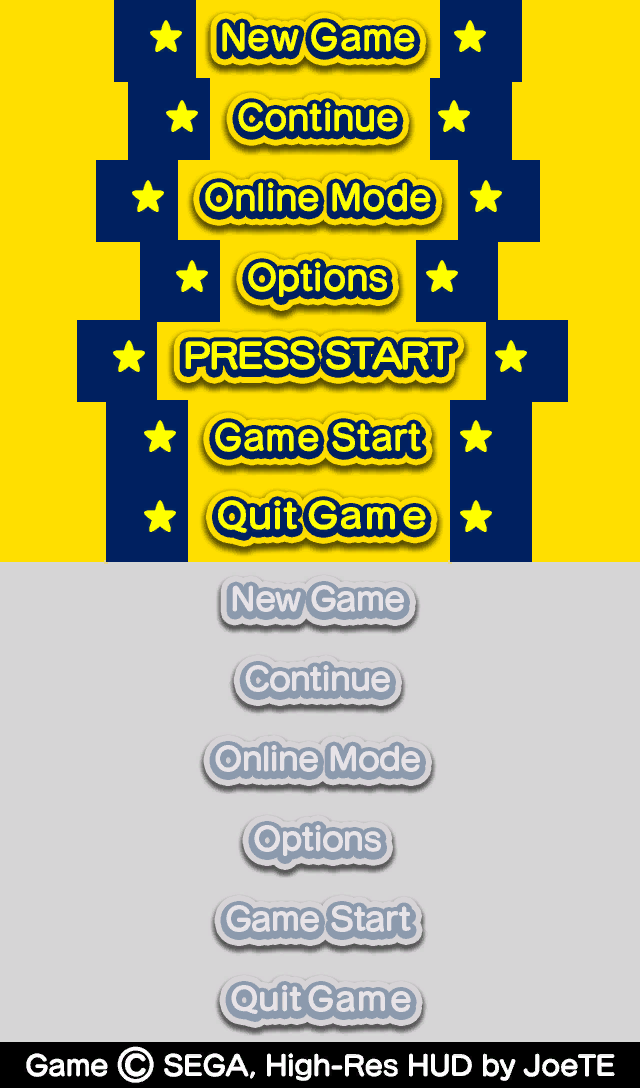 New Game
Continue
Online Mode
Options
PRESS START
Game Start
Quit Game
New Game
Continue
Online Mode
Options
Game Start
Quit Game
Game © SEGA, High-Res HUD by JoeTE